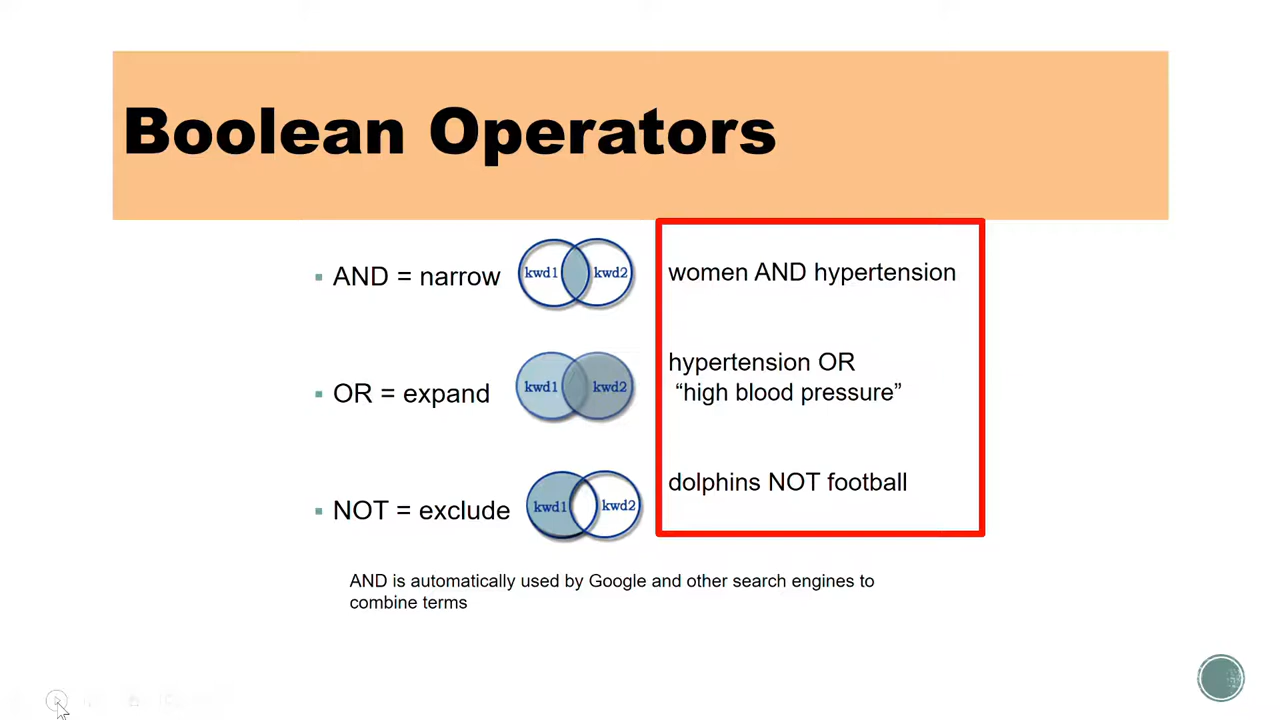 Boolean Operators
▪ AND = narrow
kwd1 kwd2
women AND hypertension
▪ OR = expand
kwd1 kwd2
hypertension OR
“high blood pressure”
▪ NOT = exclude
kwd1 kwd2
dolphins NOT football
AND is automatically used by Google and other search engines to
combine terms